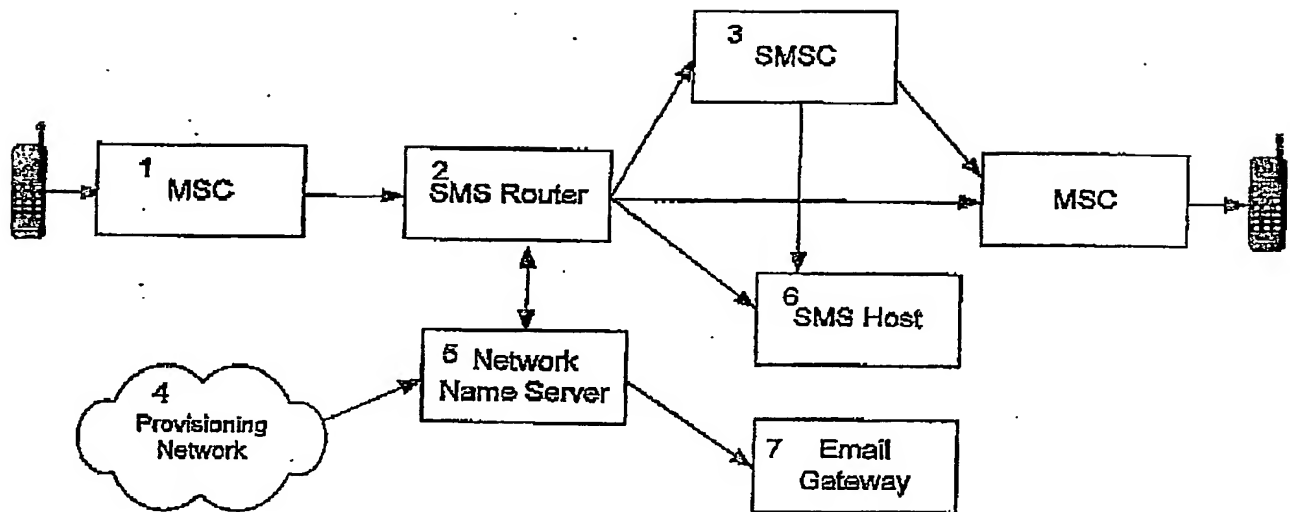 3
SMSC
1
MSC
2
SMS Router
MSC
6
SMS Host
5 Network
Name Server
4
Provisioning
Network
7 Email
Gateway